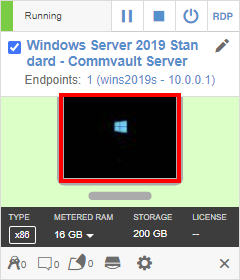 Running
RDP
Windows Server 2019 Stan
dard - Commvault Server
Endpoints: 1 (wins2019s - 10.0.0.1)
TYPE METERED RAM STORAGE LICENSE
x86 16 GB 200 GB --
0 0 0